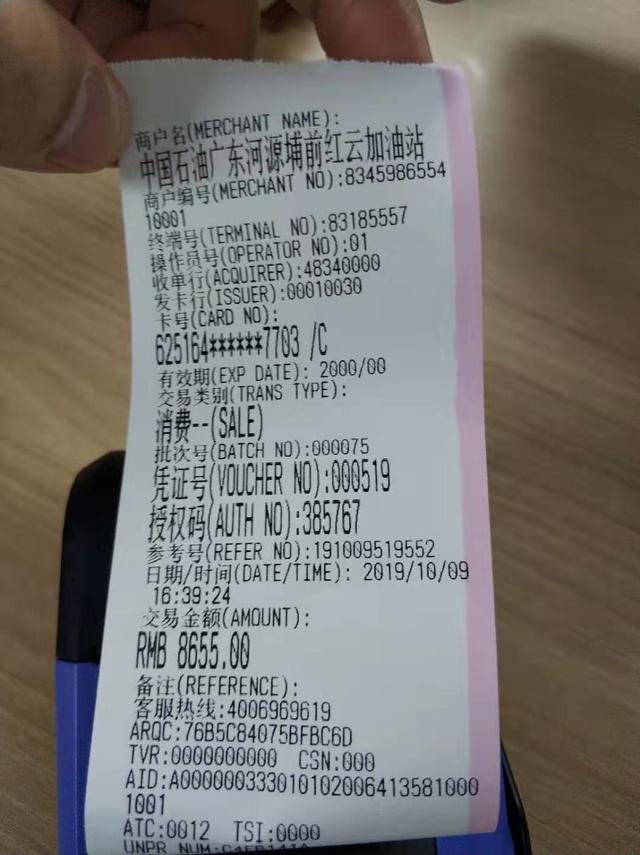 商户名(MERCHANT NAME):
中国石油广东河源埔前红云加油站
商户编号(MERCHANT NO):8345986554
10001
终端号(TERMINAL NO):83185557
操作员号(OPERATOR NO):01
收单行(ACQUIRER):48340000
发卡行(ISSUER):00010030
卡号(CARD NO):
625164******7703 /C
有效期(EXP DATE): 2000/00
交易类别(TRANS TYPE):
消费--(SALE)
批次号(BATCH NO):000075
凭证号(VOUCHER NO):000519
授权码(AUTH NO):385767
参考号(REFER NO):191009519552
日期/时间(DATE/TIME): 2019/10/09
16:39:24
交易金额(AMOUNT):
RMB 8655.00
备注(REFERENCE):
客服热线:4006969619
ARQC:76B5C84075BFBC6D
TVR:0000000000 CSN:000
AID:A000000333010102006413581000
1001
ATC:0012 TSI:0000
UNPR NUM: